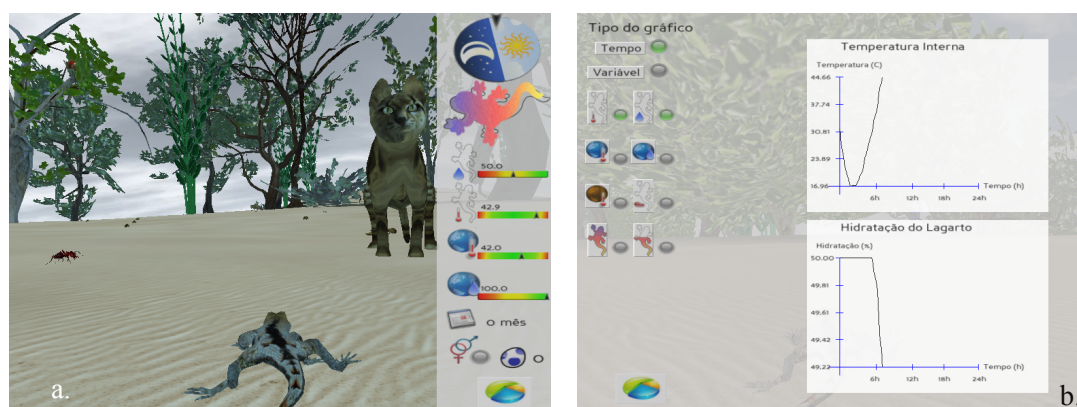 50.0
42.9
42.0
100.0
0 mês
0
a.
Tipo do gráfico
Tempo
Variável
Temperatura Interna
Temperatura (C)
44.66
37.74
30.81
23.89
16.96
Tempo (h)
6h 12h 18h 24h
Hidratação do Lagarto
Hidratação (%)
50.00
49.81
49.61
49.42
49.22
Tempo (h)
6h 12h 18h 24h
b.